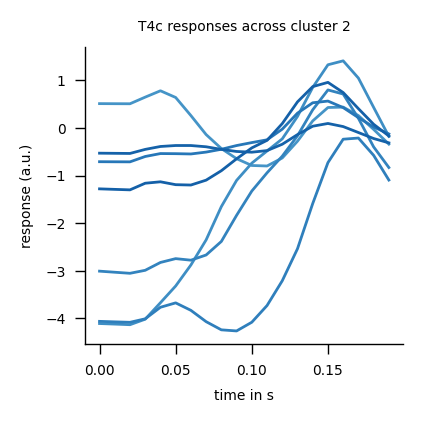 T4c responses across cluster 2
response (a.u.)
1
0
−1
−2
−3
−4
0.00 0.05 0.10 0.15
time in s